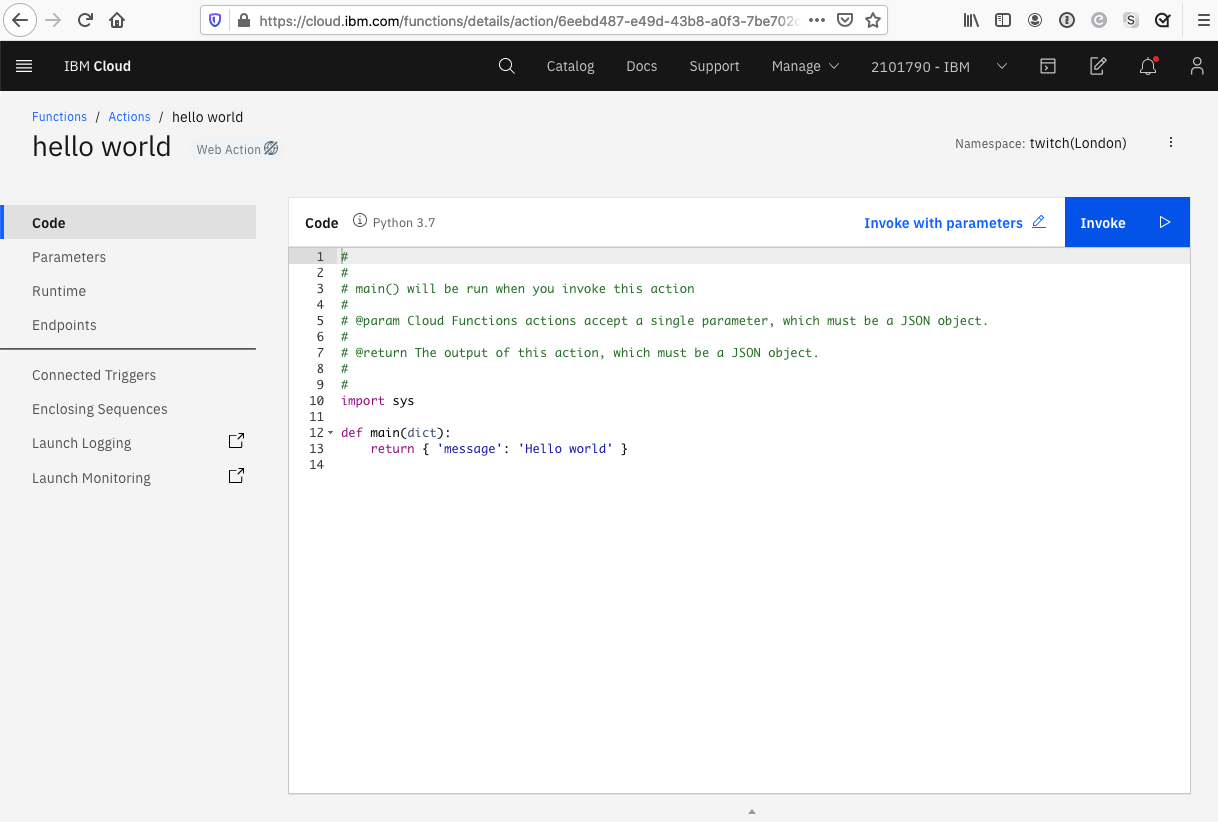 https://cloud.ibm.com/functions/details/action/6eebd487-e49d-43b8-a0f3-7be702c
IBM Cloud Catalog Docs Support Manage 2101790 - IBM
Functions / Actions / hello world
hello world Web Action
Namespace: twitch(London)
Code
Parameters
Runtime
Endpoints
Connected Triggers
Enclosing Sequences
Launch Logging
Launch Monitoring
Code Python 3.7 Invoke with parameters Invoke
1 #
2 #
3 # main() will be run when you invoke this action
4 #
5 # @param Cloud Functions actions accept a single parameter, which must be a JSON object.
6 #
7 # @return The output of this action, which must be a JSON object.
8 #
9 #
10 import sys
11
12 def main(dict):
13     return { 'message': 'Hello world' }
14